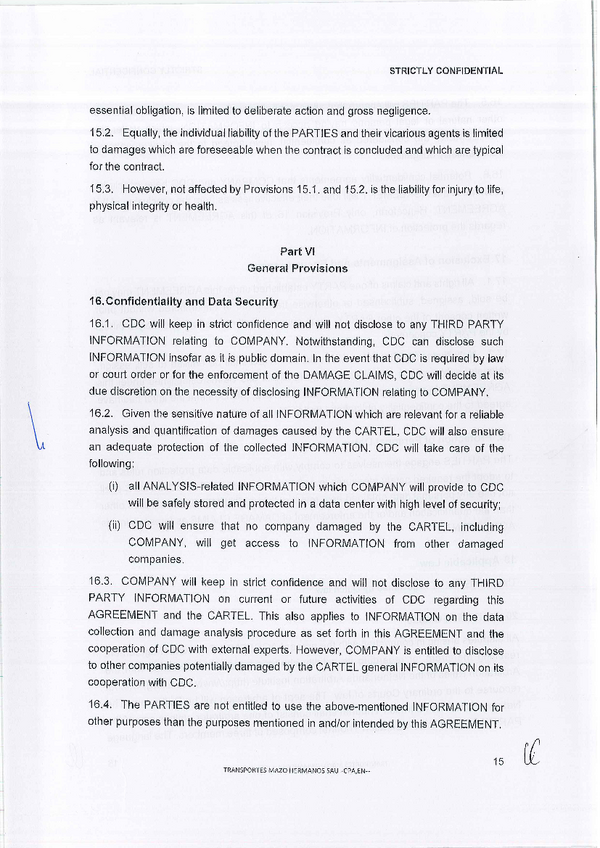 STRICTLY CONFIDENTIAL
essential obligation, is limited to deliberate action and gross negligence.
15.2. Equally, the individual liability of the PARTIES and their vicarious agents is limited
to damages which are foreseeable when the contract is concluded and which are typical
for the contract.
15.3. However, not affected by Provisions 15.1. and 15.2. is the liability for injury to life,
physical integrity or health.
Part VI
General Provisions
16. Confidentiality and Data Security
16.1. CDC will keep in strict confidence and will not disclose to any THIRD PARTY
INFORMATION relating to COMPANY. Notwithstanding, CDC can disclose such
INFORMATION insofar as it is public domain. In the event that CDC is required by law
or court order or for the enforcement of the DAMAGE CLAIMS, CDC will decide at its
due discretion on the necessity of disclosing INFORMATION relating to COMPANY.
16.2. Given the sensitive nature of all INFORMATION which are relevant for a reliable
analysis and quantification of damages caused by the CARTEL, CDC will also ensure
an adequate protection of the collected INFORMATION. CDC will take care of the
following:
(i) all ANALYSIS-related INFORMATION which COMPANY will provide to CDC
will be safely stored and protected in a data center with high level of security;
(ii) CDC will ensure that no company damaged by the CARTEL, including
COMPANY, will get access to INFORMATION from other damaged
companies.
16.3. COMPANY will keep in strict confidence and will not disclose to any THIRD
PARTY INFORMATION on current or future activities of CDC regarding this
AGREEMENT and the CARTEL. This also applies to INFORMATION on the data
collection and damage analysis procedure as set forth in this AGREEMENT and the
cooperation of CDC with external experts. However, COMPANY is entitled to disclose
to other companies potentially damaged by the CARTEL general INFORMATION on its
cooperation with CDC.
16.4. The PARTIES are not entitled to use the above-mentioned INFORMATION for
other purposes than the purposes mentioned in and/or intended by this AGREEMENT.
15
TRANSPORTES MAZO HERMANOS SAU -CPA,EN--